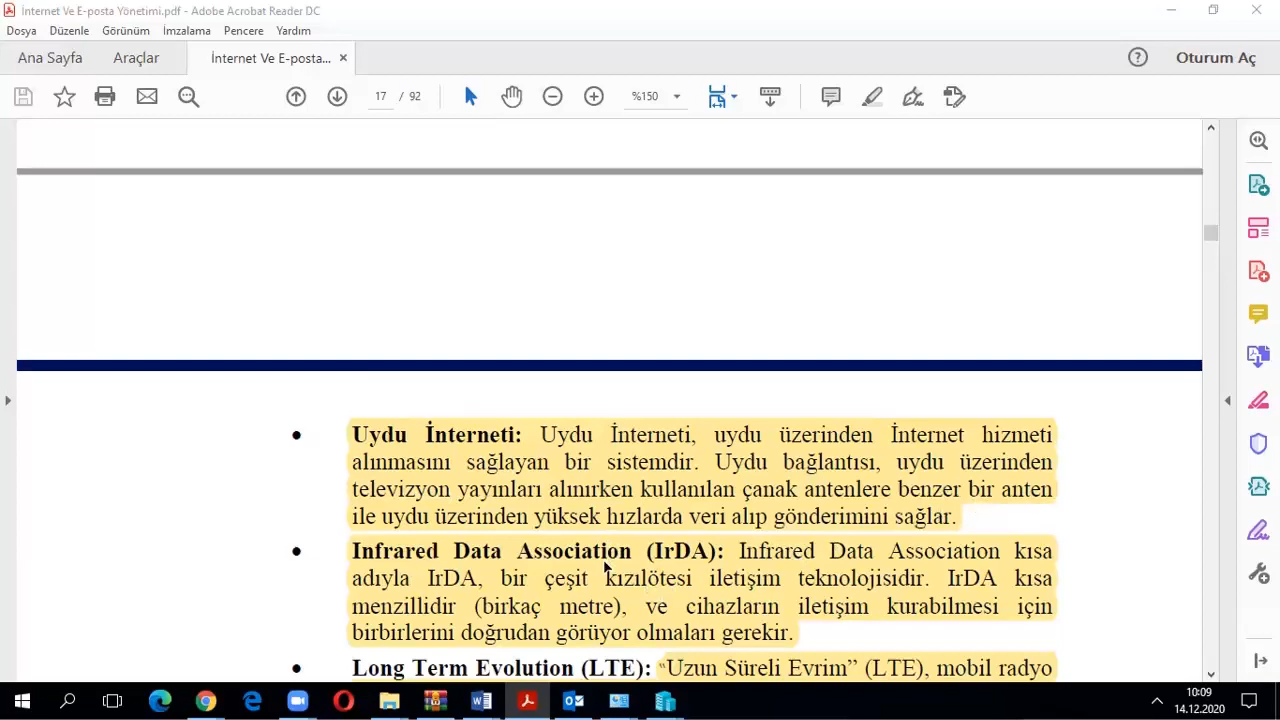 İnternet Ve E-posta Yönetimi.pdf - Adobe Acrobat Reader DC
Dosya Düzenle Görünüm İmzalama Pencere Yardım
Ana Sayfa Araçlar İnternet Ve E-posta... × Oturum Aç
17 / 92 %150
• Uydu İnterneti: Uydu İnterneti, uydu üzerinden İnternet hizmeti
alınmasını sağlayan bir sistemdir. Uydu bağlantısı, uydu üzerinden
televizyon yayınları alınırken kullanılan çanak antenlere benzer bir anten
ile uydu üzerinden yüksek hızlarda veri alıp gönderimini sağlar.
• Infrared Data Association (IrDA): Infrared Data Association kısa
adıyla IrDA, bir çeşit kızılötesi iletişim teknolojisidir. IrDA kısa
menzillidir (birkaç metre), ve cihazların iletişim kurabilmesi için
birbirlerini doğrudan görüyor olmaları gerekir.
• Long Term Evolution (LTE): “Uzun Süreli Evrim” (LTE), mobil radyo
10:09
14.12.2020